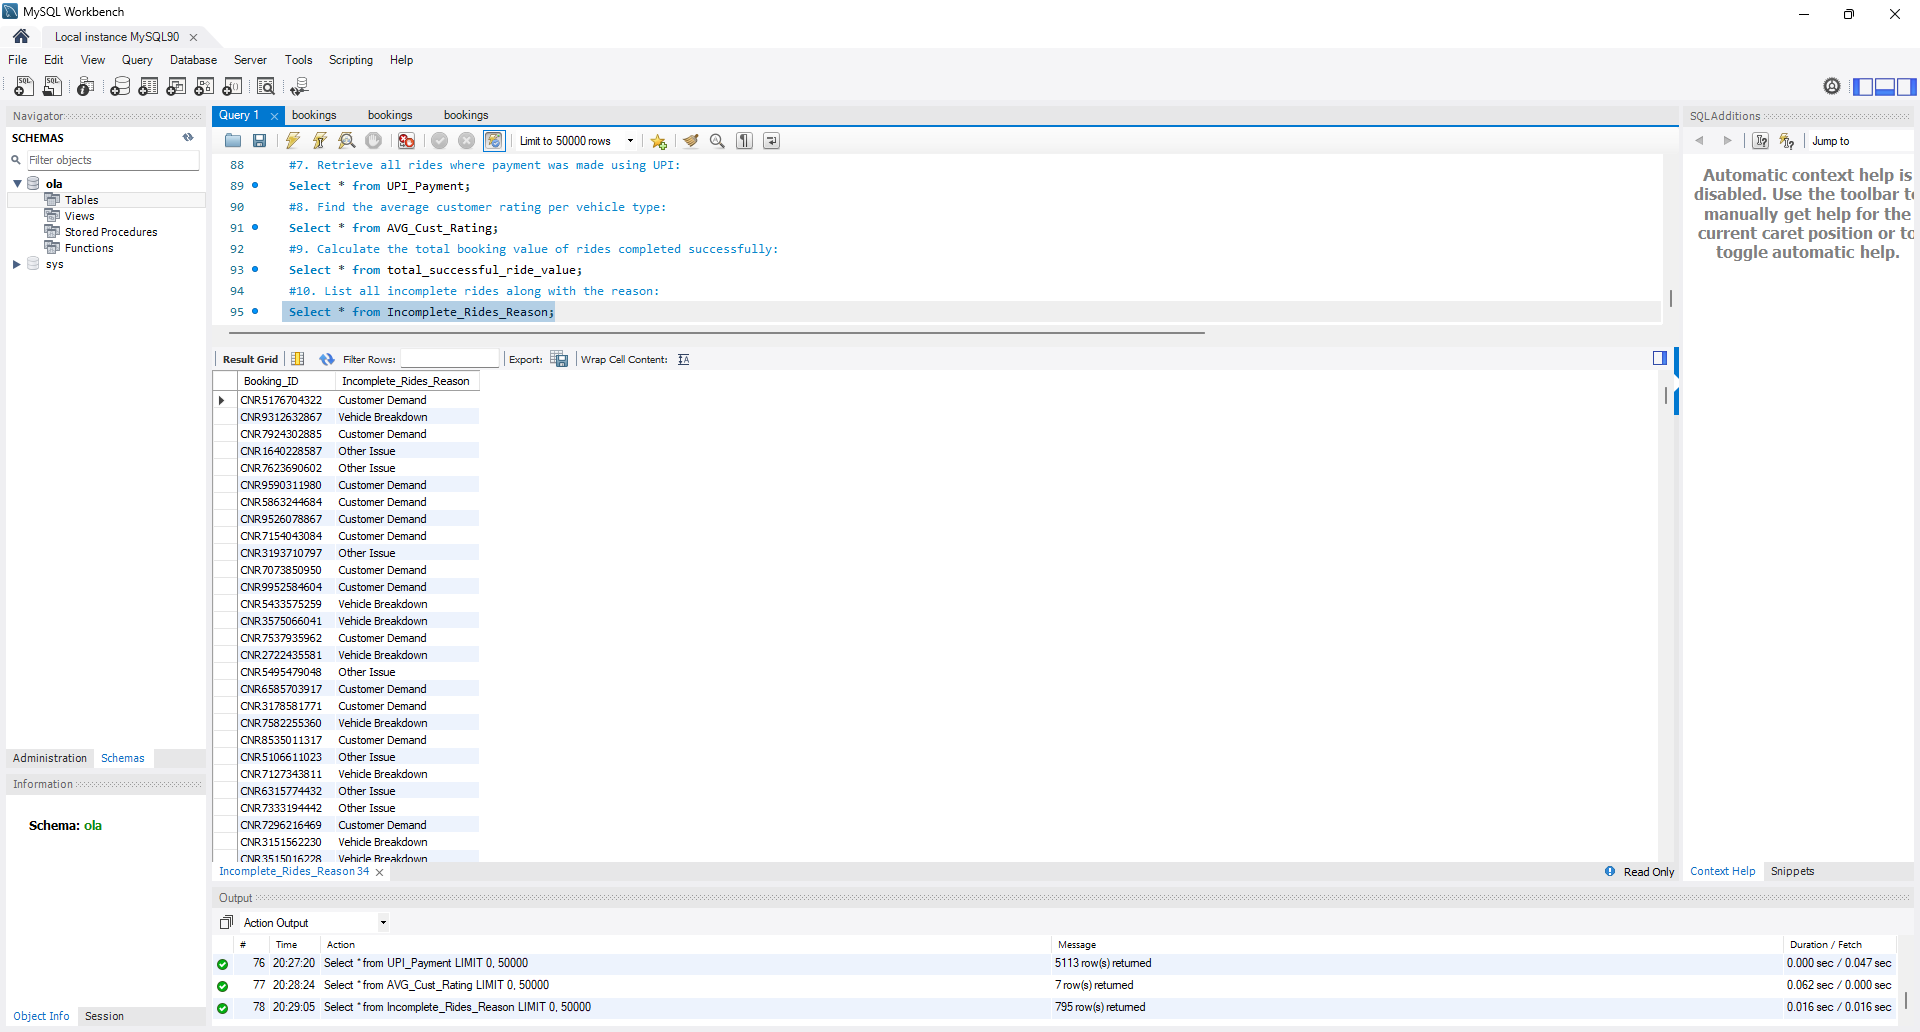 MySQL Workbench
Local instance MySQL90
File Edit View Query Database Server Tools Scripting Help
Navigator
SCHEMAS
Filter objects
ola
Tables
Views
Stored Procedures
Functions
sys
Administration Schemas
Information
Schema: ola
Object Info Session
Query 1 bookings bookings bookings
Limit to 50000 rows
88 #7. Retrieve all rides where payment was made using UPI:
89 Select * from UPI_Payment;
90 #8. Find the average customer rating per vehicle type:
91 Select * from AVG_Cust_Rating;
92 #9. Calculate the total booking value of rides completed successfully:
93 Select * from total_successful_ride_value;
94 #10. List all incomplete rides along with the reason:
95 Select * from Incomplete_Rides_Reason;
Result Grid Filter Rows: Export: Wrap Cell Content:
Booking_ID Incomplete_Rides_Reason
CNR5176704322 Customer Demand
CNR9312632867 Vehicle Breakdown
CNR7924302885 Customer Demand
CNR1640228587 Other Issue
CNR7623690602 Other Issue
CNR9590311980 Customer Demand
CNR5863244684 Customer Demand
CNR9526078867 Customer Demand
CNR7154043084 Customer Demand
CNR3193710797 Other Issue
CNR7073850950 Customer Demand
CNR9952584604 Customer Demand
CNR5433575259 Vehicle Breakdown
CNR3575066041 Vehicle Breakdown
CNR7537935962 Customer Demand
CNR2722435581 Vehicle Breakdown
CNR5495479048 Other Issue
CNR6585703917 Customer Demand
CNR3178581771 Customer Demand
CNR7582255360 Vehicle Breakdown
CNR8535011317 Customer Demand
CNR5106611023 Other Issue
CNR7127343811 Vehicle Breakdown
CNR6315774432 Other Issue
CNR7333194442 Other Issue
CNR7296216469 Customer Demand
CNR3151562230 Vehicle Breakdown
CNR3515016228 Vehicle Breakdown
Incomplete_Rides_Reason 34
Read Only
SQLAdditions
Jump to
Automatic context help is
disabled. Use the toolbar to
manually get help for the
current caret position or to
toggle automatic help.
Context Help Snippets
Output
Action Output
# Time Action Message Duration / Fetch
76 20:27:20 Select * from UPI_Payment LIMIT 0, 50000 5113 row(s) returned 0.000 sec / 0.047 sec
77 20:28:24 Select * from AVG_Cust_Rating LIMIT 0, 50000 7 row(s) returned 0.062 sec / 0.000 sec
78 20:29:05 Select * from Incomplete_Rides_Reason LIMIT 0, 50000 795 row(s) returned 0.016 sec / 0.016 sec